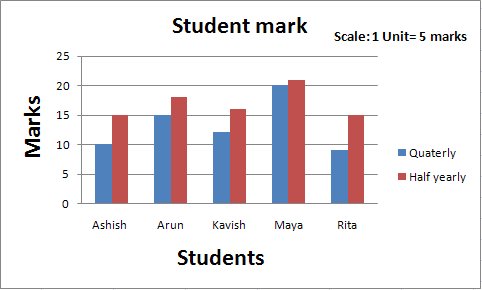 Student mark
Scale:1 Unit= 5 marks
25
20
15
10
5
0
Marks
Ashish Arun Kavish Maya Rita
Students
Quaterly
Half yearly